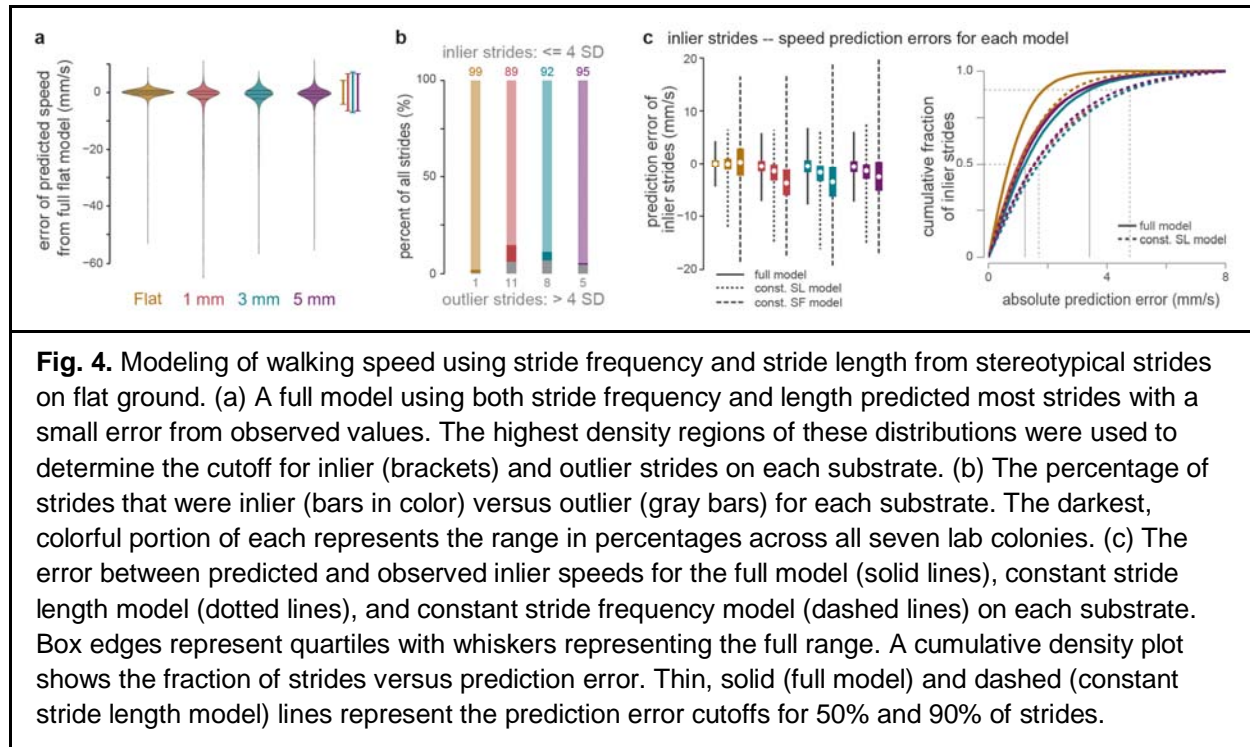 a
error of predicted speed
from full flat model (mm/s)
0
−20
−40
−60
Flat
1 mm
3 mm
5 mm
b
inlier strides: <= 4 SD
99
89
92
95
percent of all strides (%)
100
50
0
1
11
8
5
outlier strides: > 4 SD
c inlier strides -- speed prediction errors for each model
prediction error of
inlier strides (mm/s)
20
10
0
−10
−20
full model
const. SL model
const. SF model
cumulative fraction
of inlier strides
1.0
0.5
0
full model
const. SL model
0
4
8
absolute prediction error (mm/s)
Fig. 4. Modeling of walking speed using stride frequency and stride length from stereotypical strides
on flat ground. (a) A full model using both stride frequency and length predicted most strides with a
small error from observed values. The highest density regions of these distributions were used to
determine the cutoff for inlier (brackets) and outlier strides on each substrate. (b) The percentage of
strides that were inlier (bars in color) versus outlier (gray bars) for each substrate. The darkest,
colorful portion of each represents the range in percentages across all seven lab colonies. (c) The
error between predicted and observed inlier speeds for the full model (solid lines), constant stride
length model (dotted lines), and constant stride frequency model (dashed lines) on each substrate.
Box edges represent quartiles with whiskers representing the full range. A cumulative density plot
shows the fraction of strides versus prediction error. Thin, solid (full model) and dashed (constant
stride length model) lines represent the prediction error cutoffs for 50% and 90% of strides.